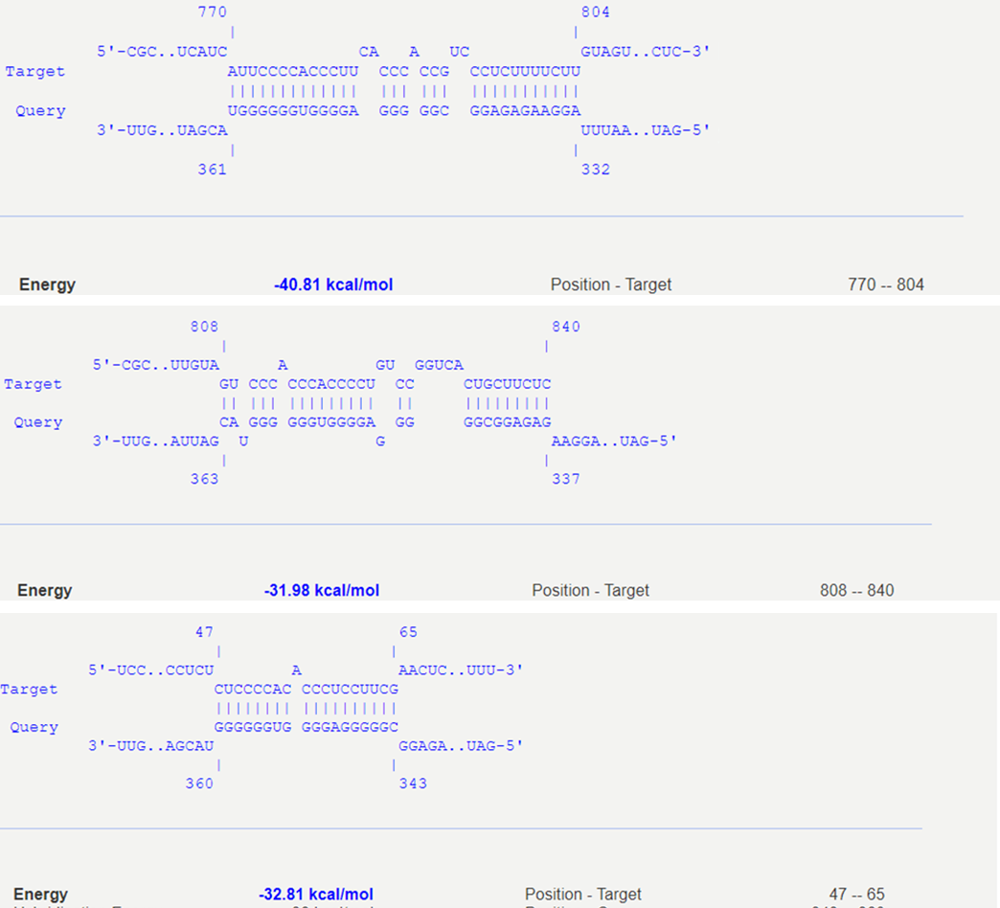 770 804
| |
5'-CGC..UCAUC CA A UC GUAGU..CUC-3'
Target AUUCCCCACCCUU CCC CCG CCUCUUUUCUU
||||||||||||| ||| ||| |||||||||||
Query UGGGGGGUGGGGA GGG GGC GGAGAGAAGGA
3'-UUG..UAGCA UUUAA..UAG-5'
| |
361 332
Energy -40.81 kcal/mol Position - Target 770 -- 804
808 840
| |
5'-CGC..UUGUA A GU GGUCA
Target GU CCC CCCACCCCU CC CUGCUUCUC
|| ||| ||||||||| || |||||||||
Query CA GGG GGGUGGGGA GG GGCGGAGAG
3'-UUG..AUUAG U G AAGGA..UAG-5'
| |
363 337
Energy -31.98 kcal/mol Position - Target 808 -- 840
47 65
| |
5'-UCC..CCUCU A AACUC..UUU-3'
Target CUCCCCAC CCCUCCUUCG
|||||||| ||||||||||
Query GGGGGGUG GGGAGGGGGC
3'-UUG..AGCAU GGAGA..UAG-5'
| |
360 343
Energy -32.81 kcal/mol Position - Target 47 -- 65